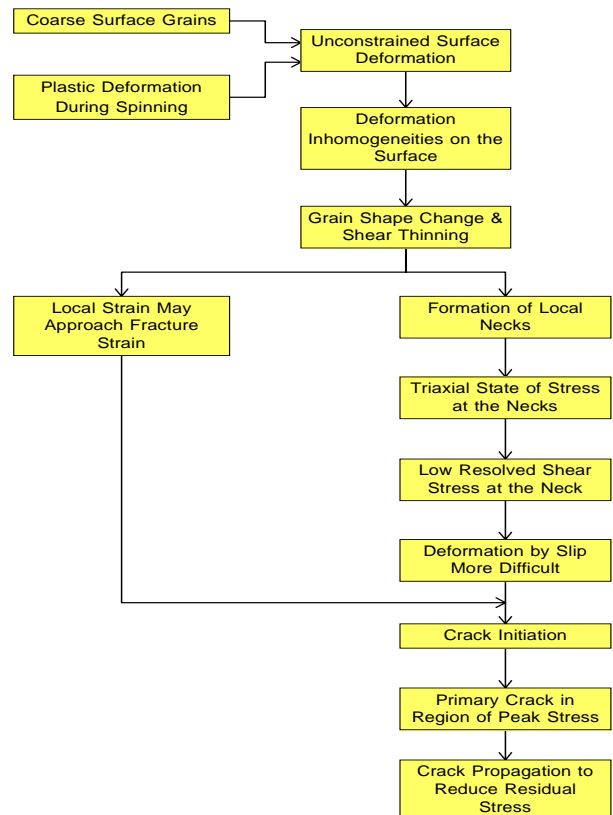 Coarse Surface Grains
Unconstrained Surface
Deformation
Plastic Deformation
During Spinning
Deformation
Inhomogeneities on the
Surface
Grain Shape Change &
Shear Thinning
Local Strain May
Approach Fracture
Strain
Formation of Local
Necks
Triaxial State of Stress
at the Necks
Low Resolved Shear
Stress at the Neck
Deformation by Slip
More Difficult
Crack Initiation
Primary Crack in
Region of Peak Stress
Crack Propagation to
Reduce Residual
Stress